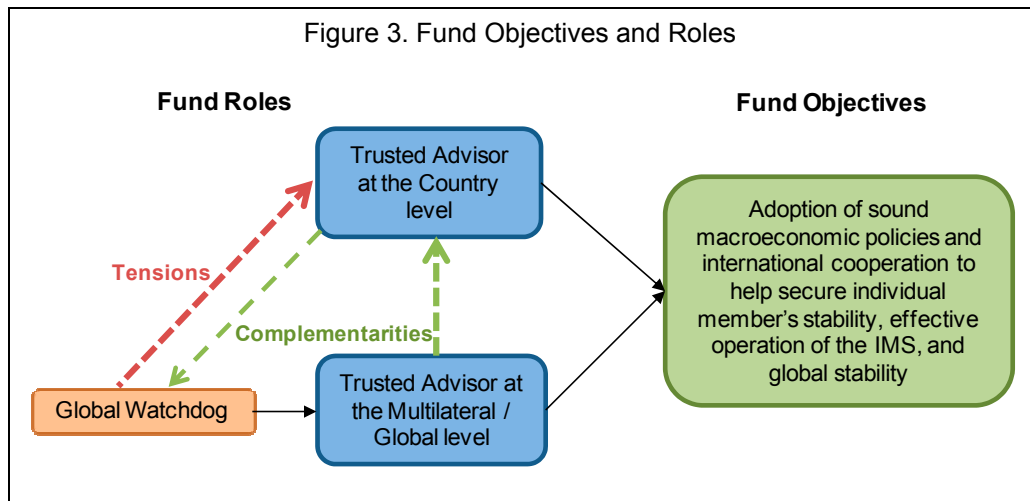 Figure 3. Fund Objectives and Roles
Fund Roles
Fund Objectives
Trusted Advisor
at the Country
level
Tensions
Complementarities
Global Watchdog
Trusted Advisor at
the Multilateral /
Global level
Adoption of sound
macroeconomic policies and
international cooperation to
help secure individual
member's stability, effective
operation of the IMS, and
global stability